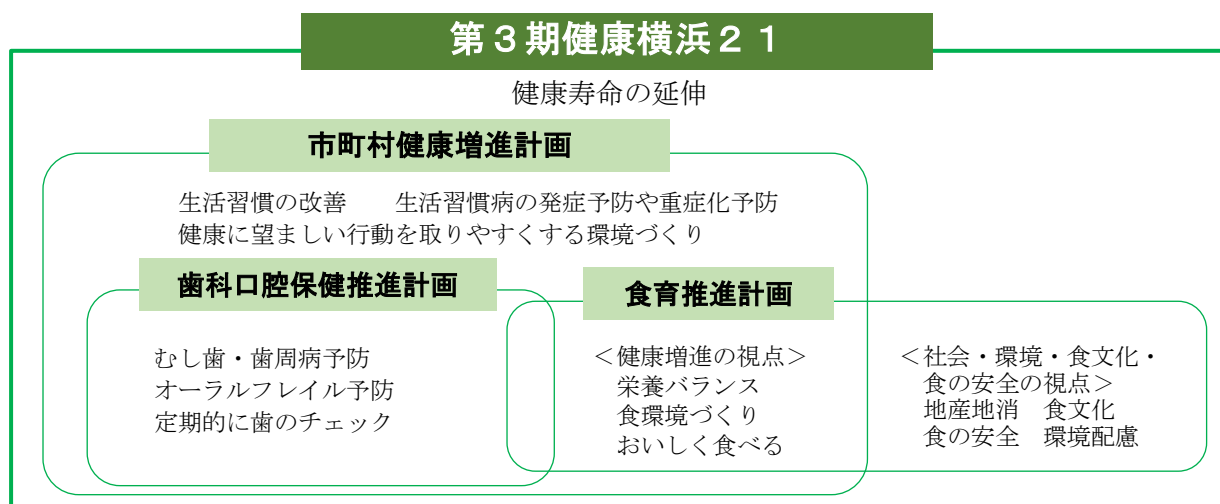 第３期健康横浜２１
健康寿命の延伸
市町村健康増進計画
生活習慣の改善　　生活習慣病の発症予防や重症化予防
健康に望ましい行動を取りやすくする環境づくり
歯科口腔保健推進計画
むし歯・歯周病予防
オーラルフレイル予防
定期的に歯のチェック
食育推進計画
＜健康増進の視点＞
栄養バランス
食環境づくり
おいしく食べる
＜社会・環境・食文化・
食の安全の視点＞
地産地消　食文化
食の安全　環境配慮